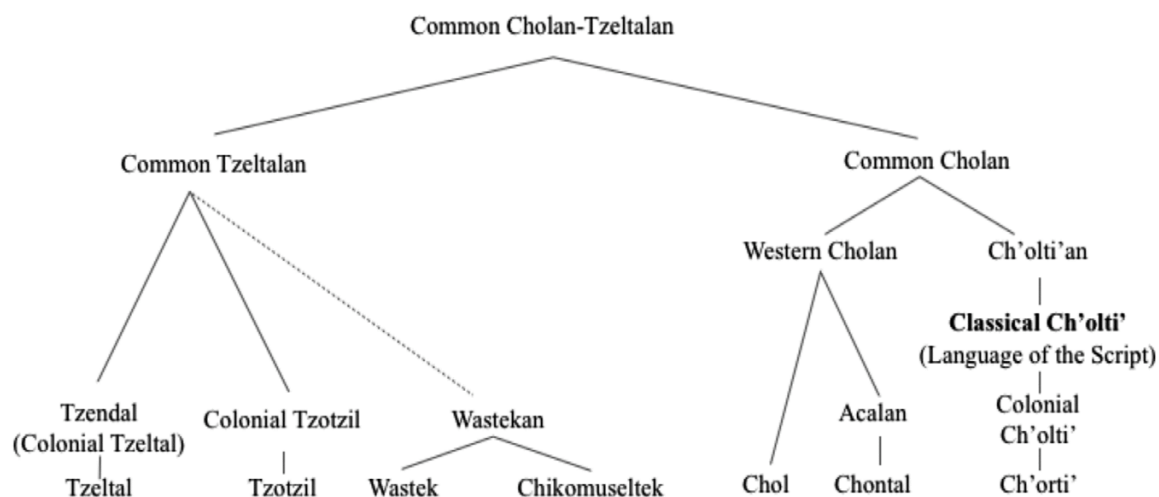 Common Cholan-Tzeltalan
Common Tzeltalan
Common Cholan
Western Cholan
Ch’olti’an
Classical Ch’olti’
(Language of the Script)
Tzendal
(Colonial Tzeltal)
Colonial Tzotzil
Wastekan
Acalan
Colonial
Ch’olti’
Tzeltal
Tzotzil
Wastek
Chikomuseltek
Chol
Chontal
Ch’orti’